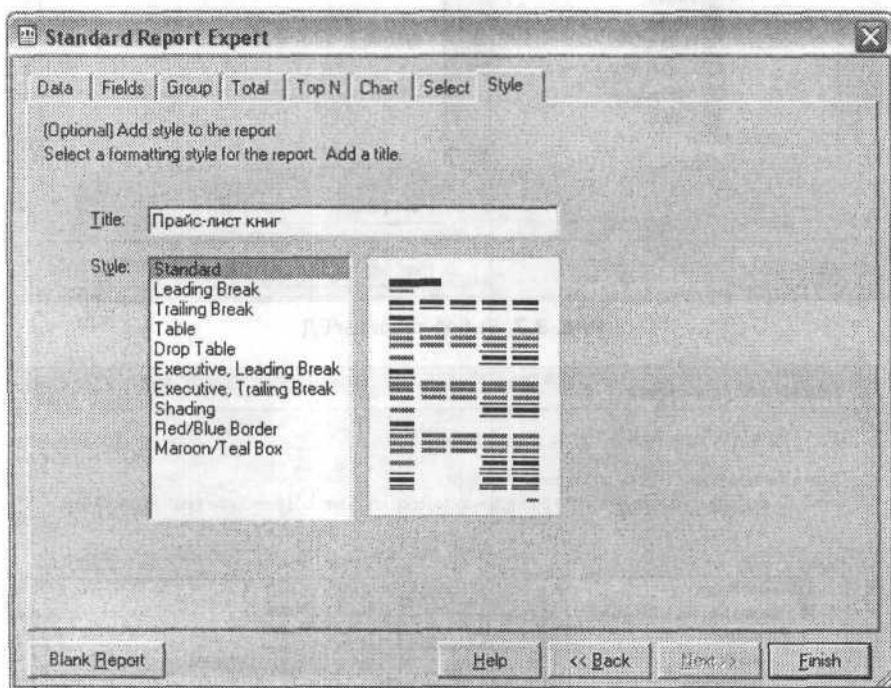 Standard Report Expert
Data Fields Group Total Top N Chart Select Style
(Optional) Add style to the report
Select a formatting style for the report. Add a title.
Title: Прайс-лист книг
Style: Standard
Leading Break
Trailing Break
Table
Drop Table
Executive, Leading Break
Executive, Trailing Break
Shading
Red/Blue Border
Maroon/Teal Box
Blank Report Help << Back Next >> Finish